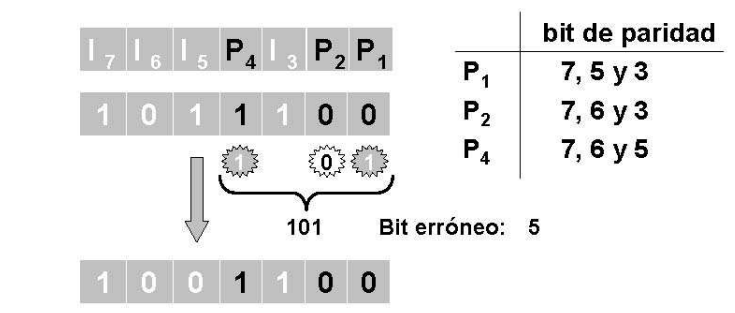 I7 I6 I5 P4 I3 P2 P1
1 0 1 1 1 0 0
1 0 1
101 Bit erróneo: 5
1 0 0 1 1 0 0
bit de paridad
P1 7, 5 y 3
P2 7, 6 y 3
P4 7, 6 y 5